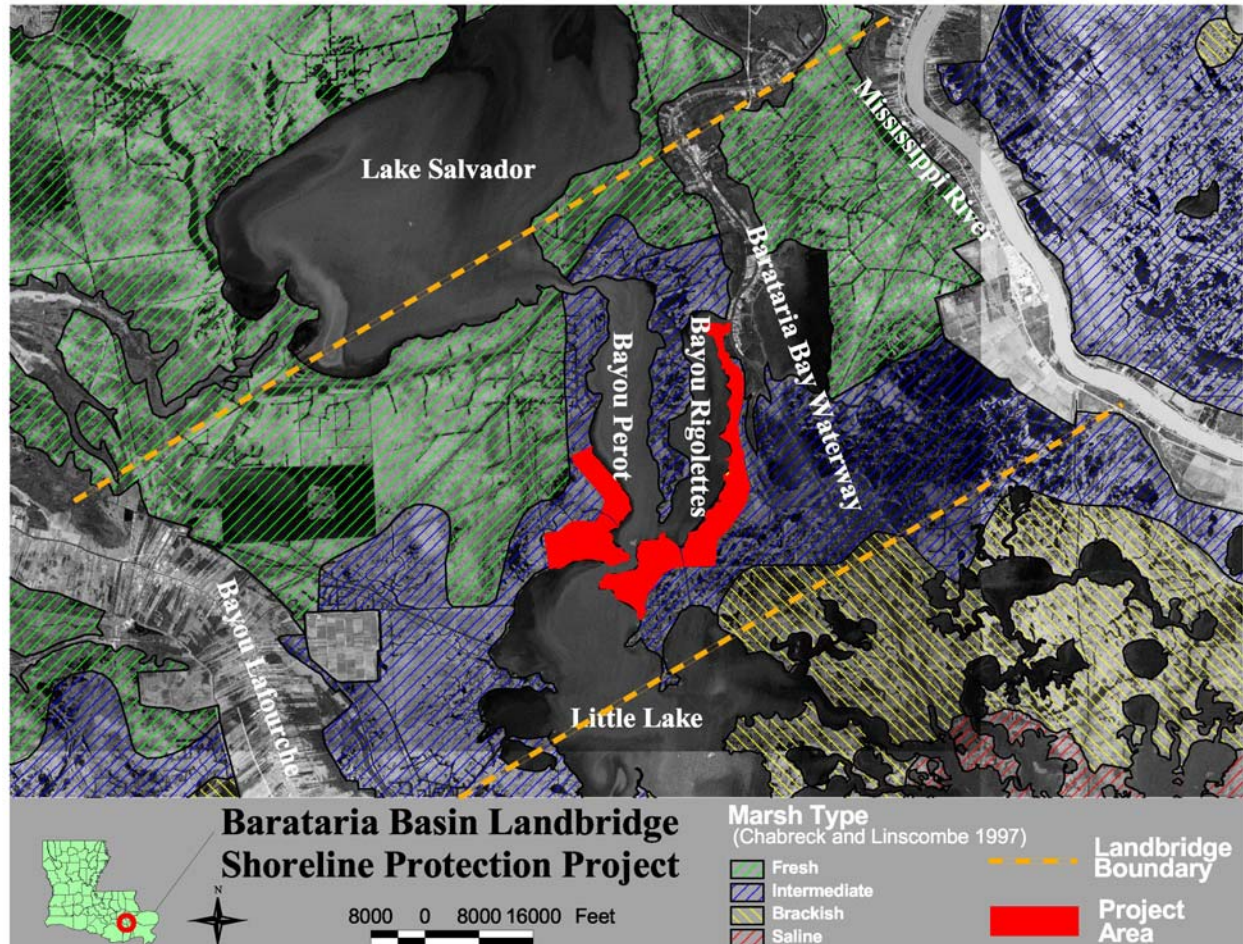 Lake Salvador
Mississippi River
Barataria Bay Waterway
Bayou Perot
Bayou Rigolettes
Bayou Lafourche
Little Lake
Barataria Basin Landbridge
Shoreline Protection Project
N
8000 0 8000 16000 Feet
Marsh Type
(Chabreck and Linscombe 1997)
Fresh
Intermediate
Brackish
Saline
Landbridge
Boundary
Project
Area